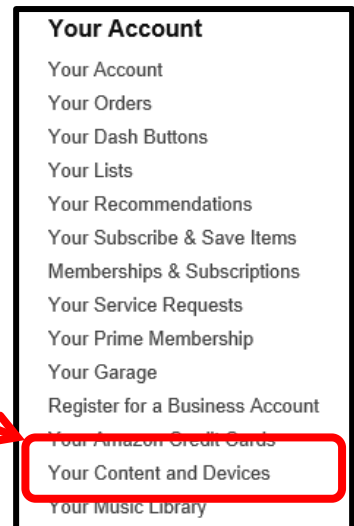 Your Account
Your Account
Your Orders
Your Dash Buttons
Your Lists
Your Recommendations
Your Subscribe & Save Items
Memberships & Subscriptions
Your Service Requests
Your Prime Membership
Your Garage
Register for a Business Account
Your Amazon Credit Cards
Your Content and Devices
Your Music Library